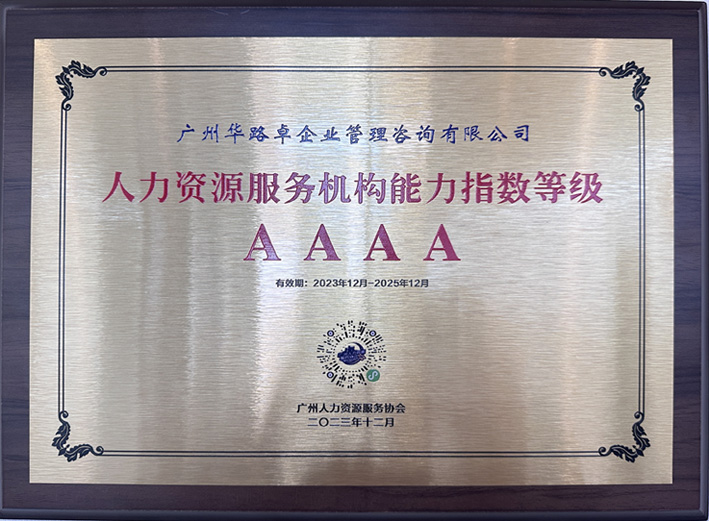 广州华路卓企业管理咨询有限公司
人力资源服务机构能力指数等级
AAAA
有效期：2023年12月-2025年12月
广州人力资源服务协会
二〇二三年十二月